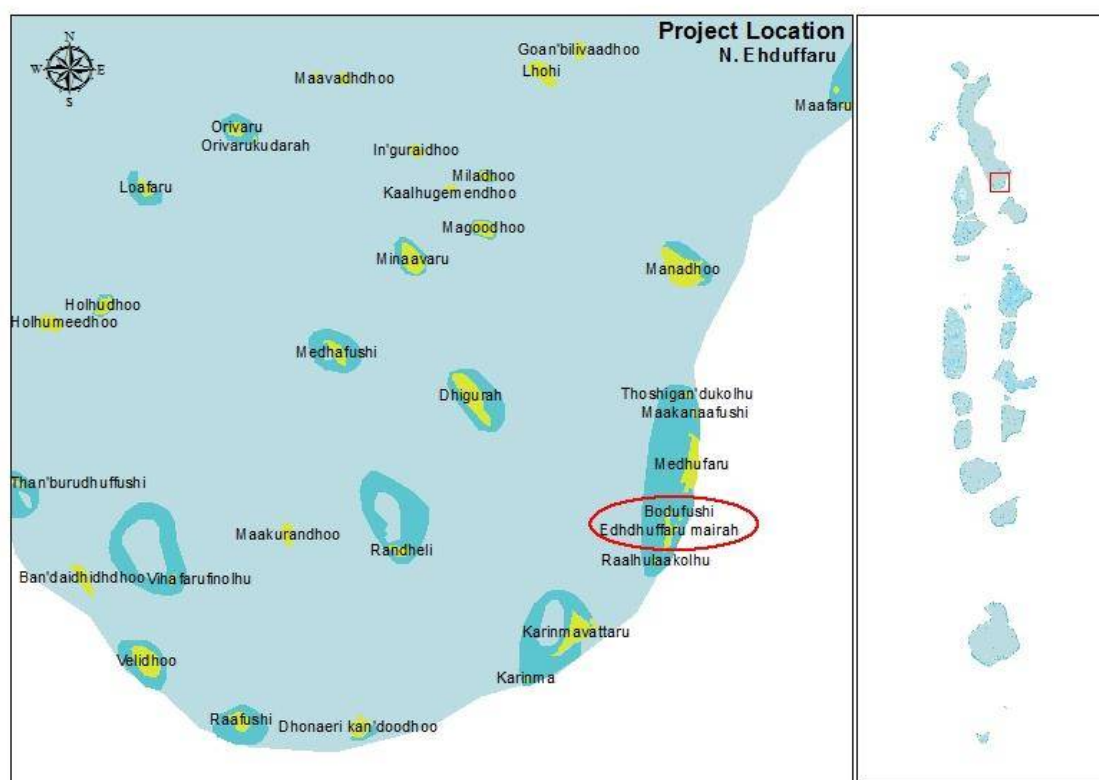 Project Location
N. Ehduffaru
N
W E
S
Goan'bilivaadhoo
Lhohi
Maavadhdhoo
Maafaru
Orivaru
Orivarukudarah
In'guraidhoo
Miladhoo
Kaalhugemendhoo
Loafaru
Magoodhoo
Minaavaru
Manadhoo
Holhudhoo
Holhumeedhoo
Medhafushi
Dhigurah
Thoshigan'dukolhu
Maakanaafushi
Medhufaru
Than'burudhuffushi
Bodufushi
Edhdhuffaru mairah
Maakurandhoo
Randheli
Raalhulaakolhu
Ban'daidhidhdhoo
Vihafarufinolhu
Karinmavattaru
Velidhoo
Karinma
Raafushi
Dhonaeri kan'doodhoo